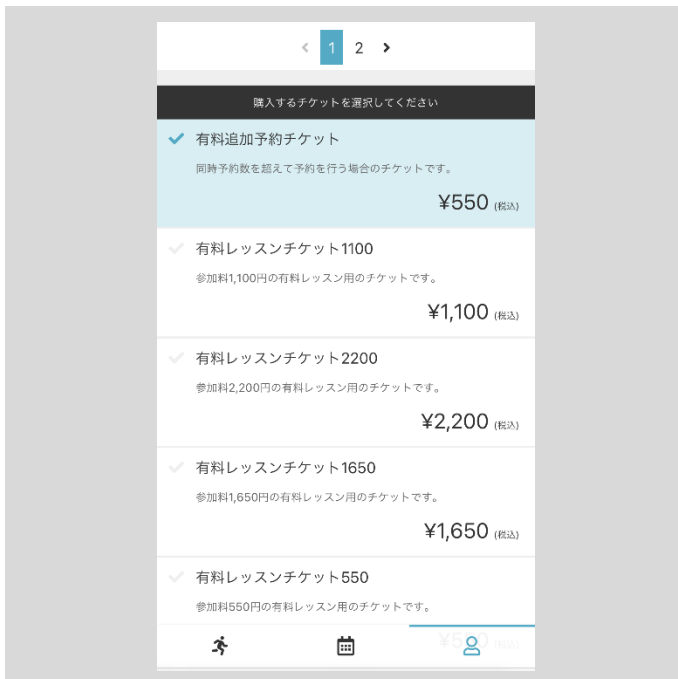 1 2
購入するチケットを選択してください
有料追加予約チケット
同時予約数を超えて予約を行う場合のチケットです。
¥550 (税込)
有料レッスンチケット1100
参加料1,100円の有料レッスン用のチケットです。
¥1,100 (税込)
有料レッスンチケット2200
参加料2,200円の有料レッスン用のチケットです。
¥2,200 (税込)
有料レッスンチケット1650
参加料1,650円の有料レッスン用のチケットです。
¥1,650 (税込)
有料レッスンチケット550
参加料550円の有料レッスン用のチケットです。
¥550 (税込)